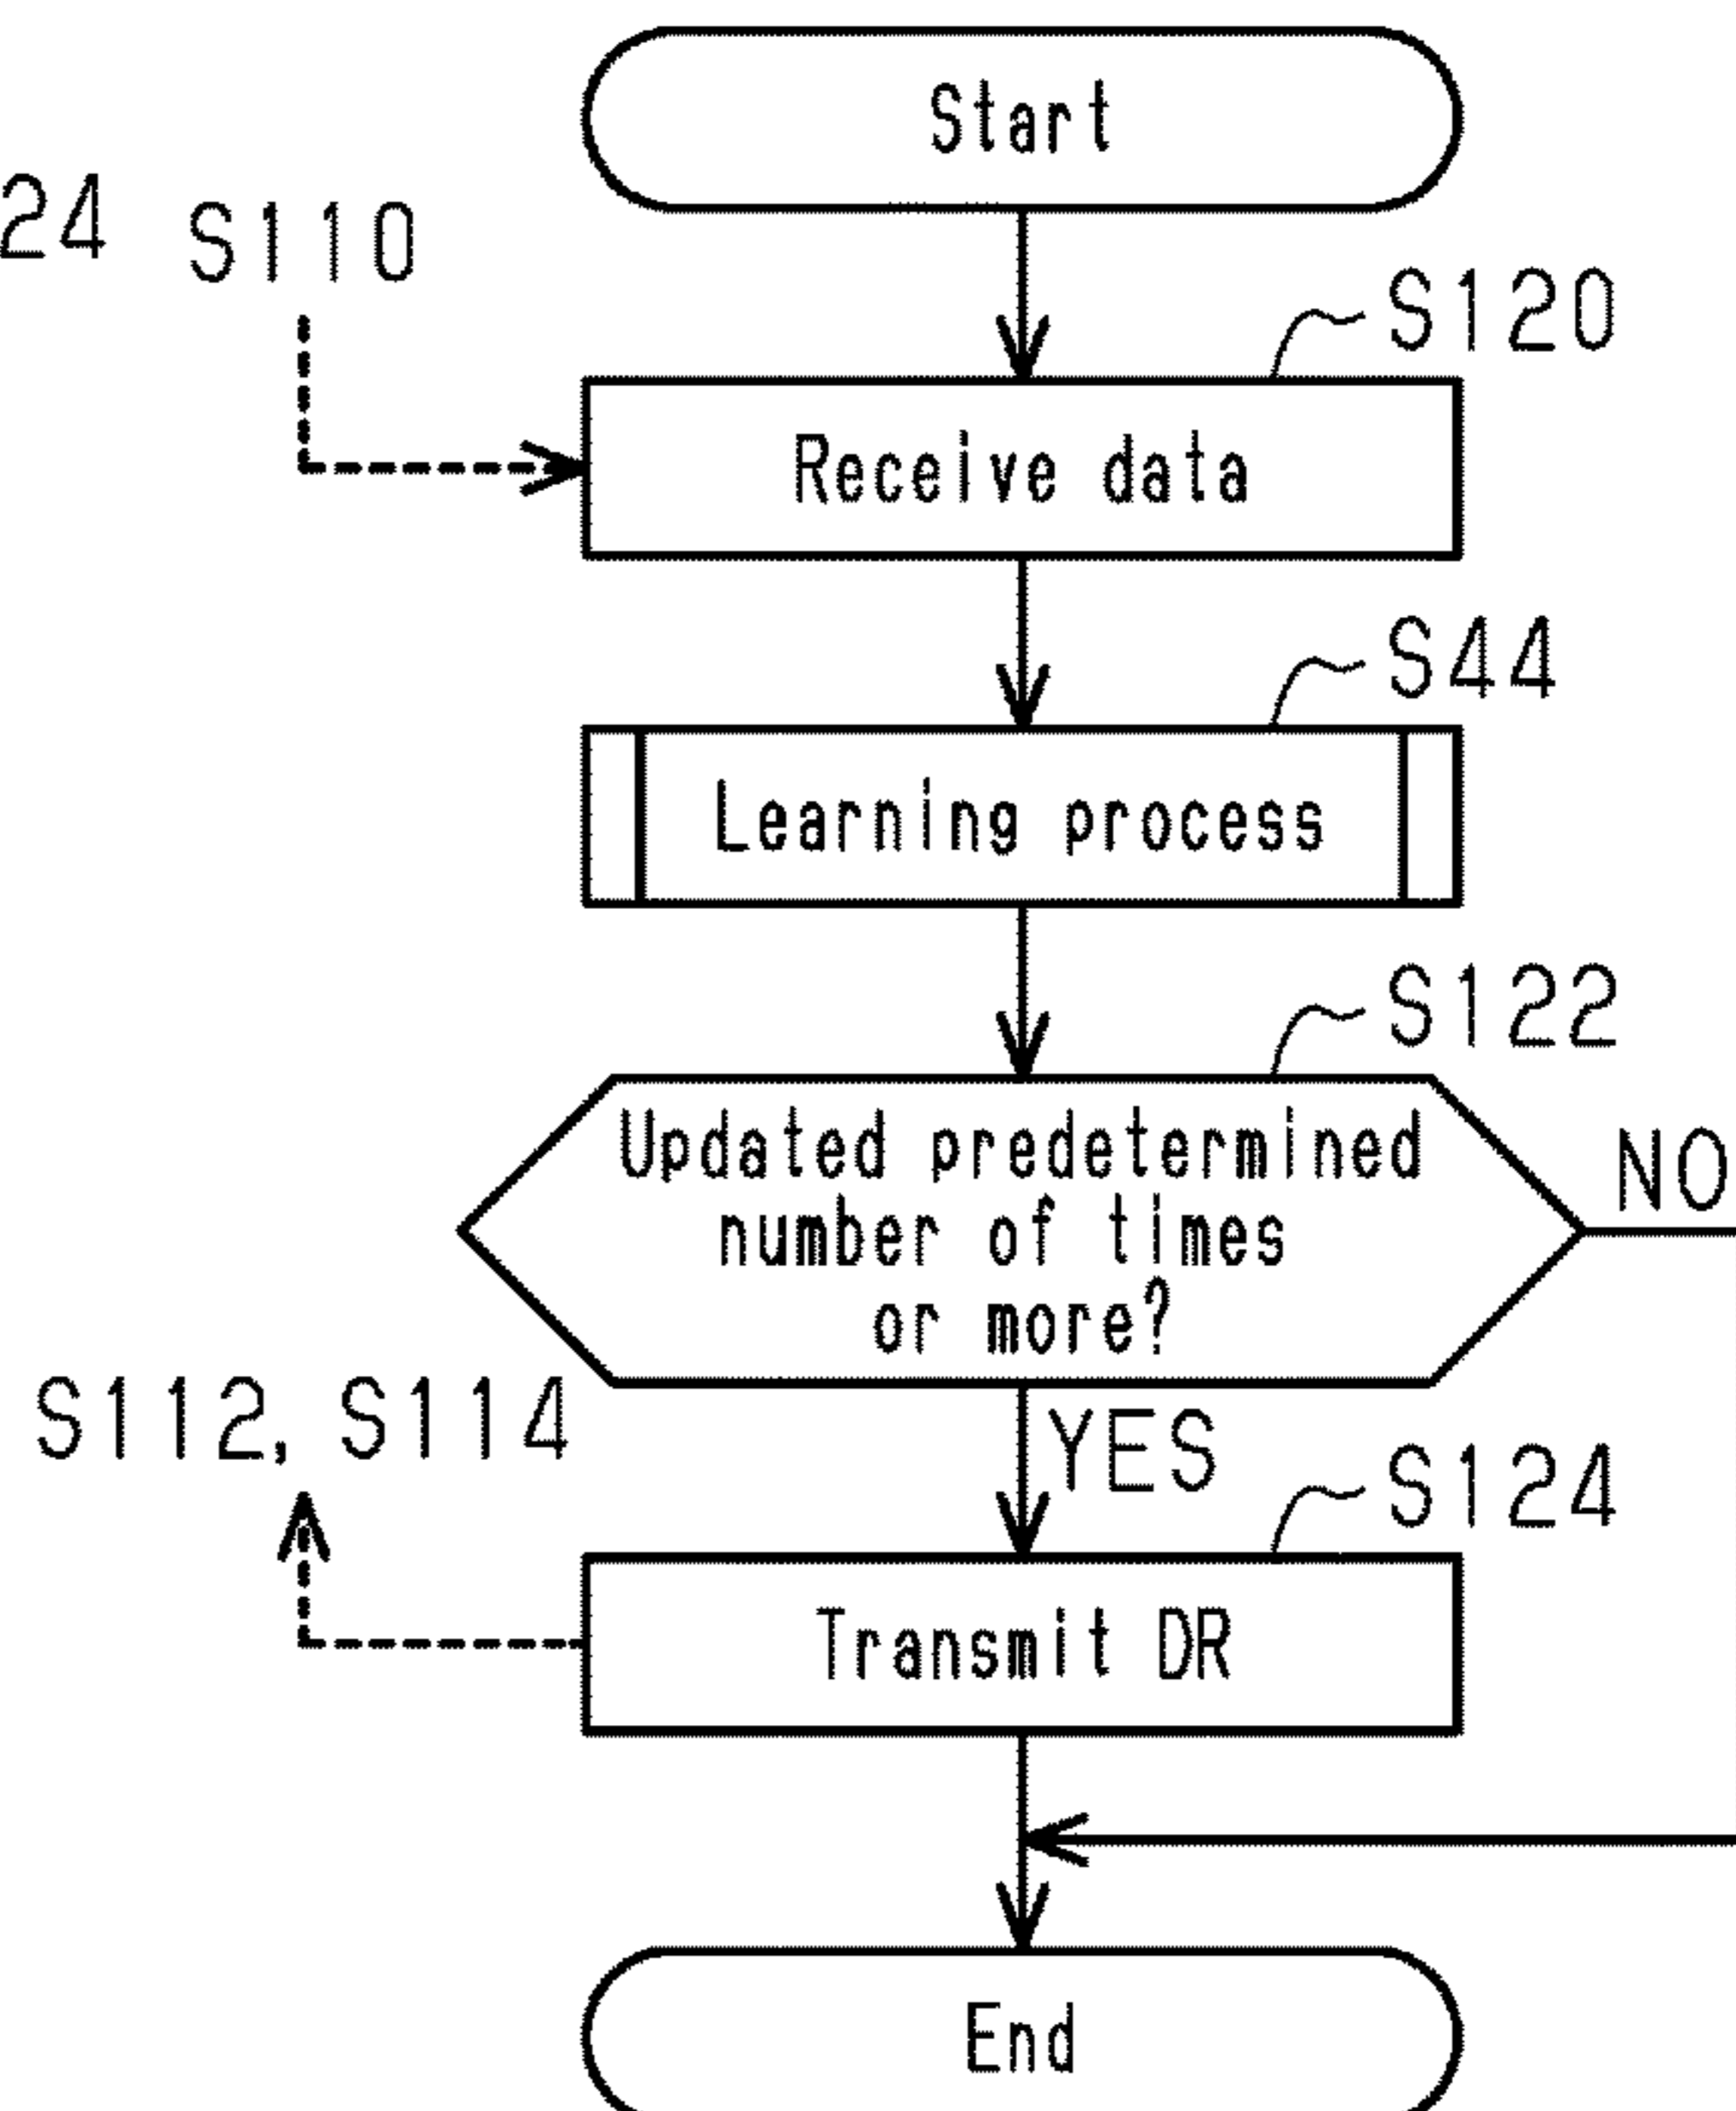 Start
24
S110
S120
Receive data
S44
Learning process
S122
Updated predetermined
number of times
or more?
NO
S112, S114
YES
S124
Transmit DR
End